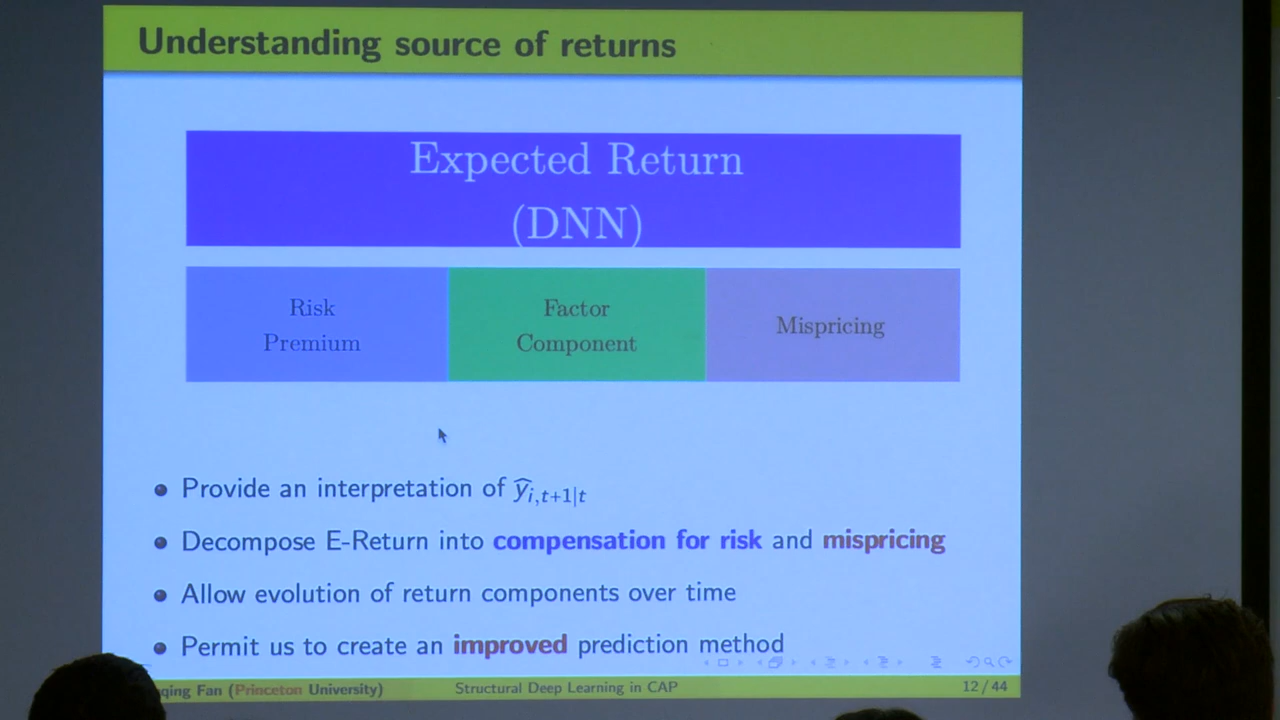 Understanding source of returns
Expected Return
(DNN)
Risk
Premium
Factor
Component
Mispricing
Provide an interpretation of ŷ_{i,t+1|t}
Decompose E-Return into compensation for risk and mispricing
Allow evolution of return components over time
Permit us to create an improved prediction method
Fan (Princeton University)
Structural Deep Learning in CAP
12 / 44